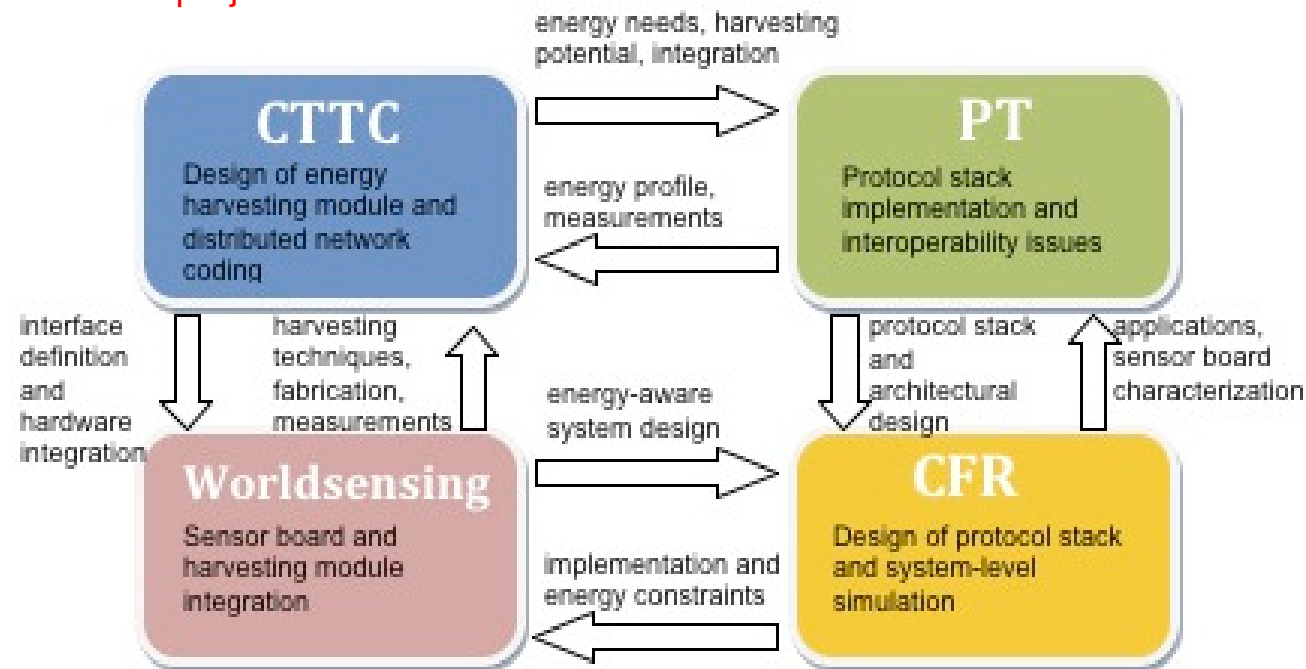 energy needs, harvesting
potential, integration
CTTC
Design of energy
harvesting module and
distributed network
coding
energy profile,
measurements
PT
Protocol stack
implementation and
interoperability issues
interface
definition
and
hardware
integration
harvesting
techniques,
fabrication,
measurements
protocol stack
and
architectural
design
applications,
sensor board
characterization
energy-aware
system design
Worldsensing
Sensor board and
harvesting module
integration
implementation and
energy constraints
CFR
Design of protocol stack
and system-level
simulation